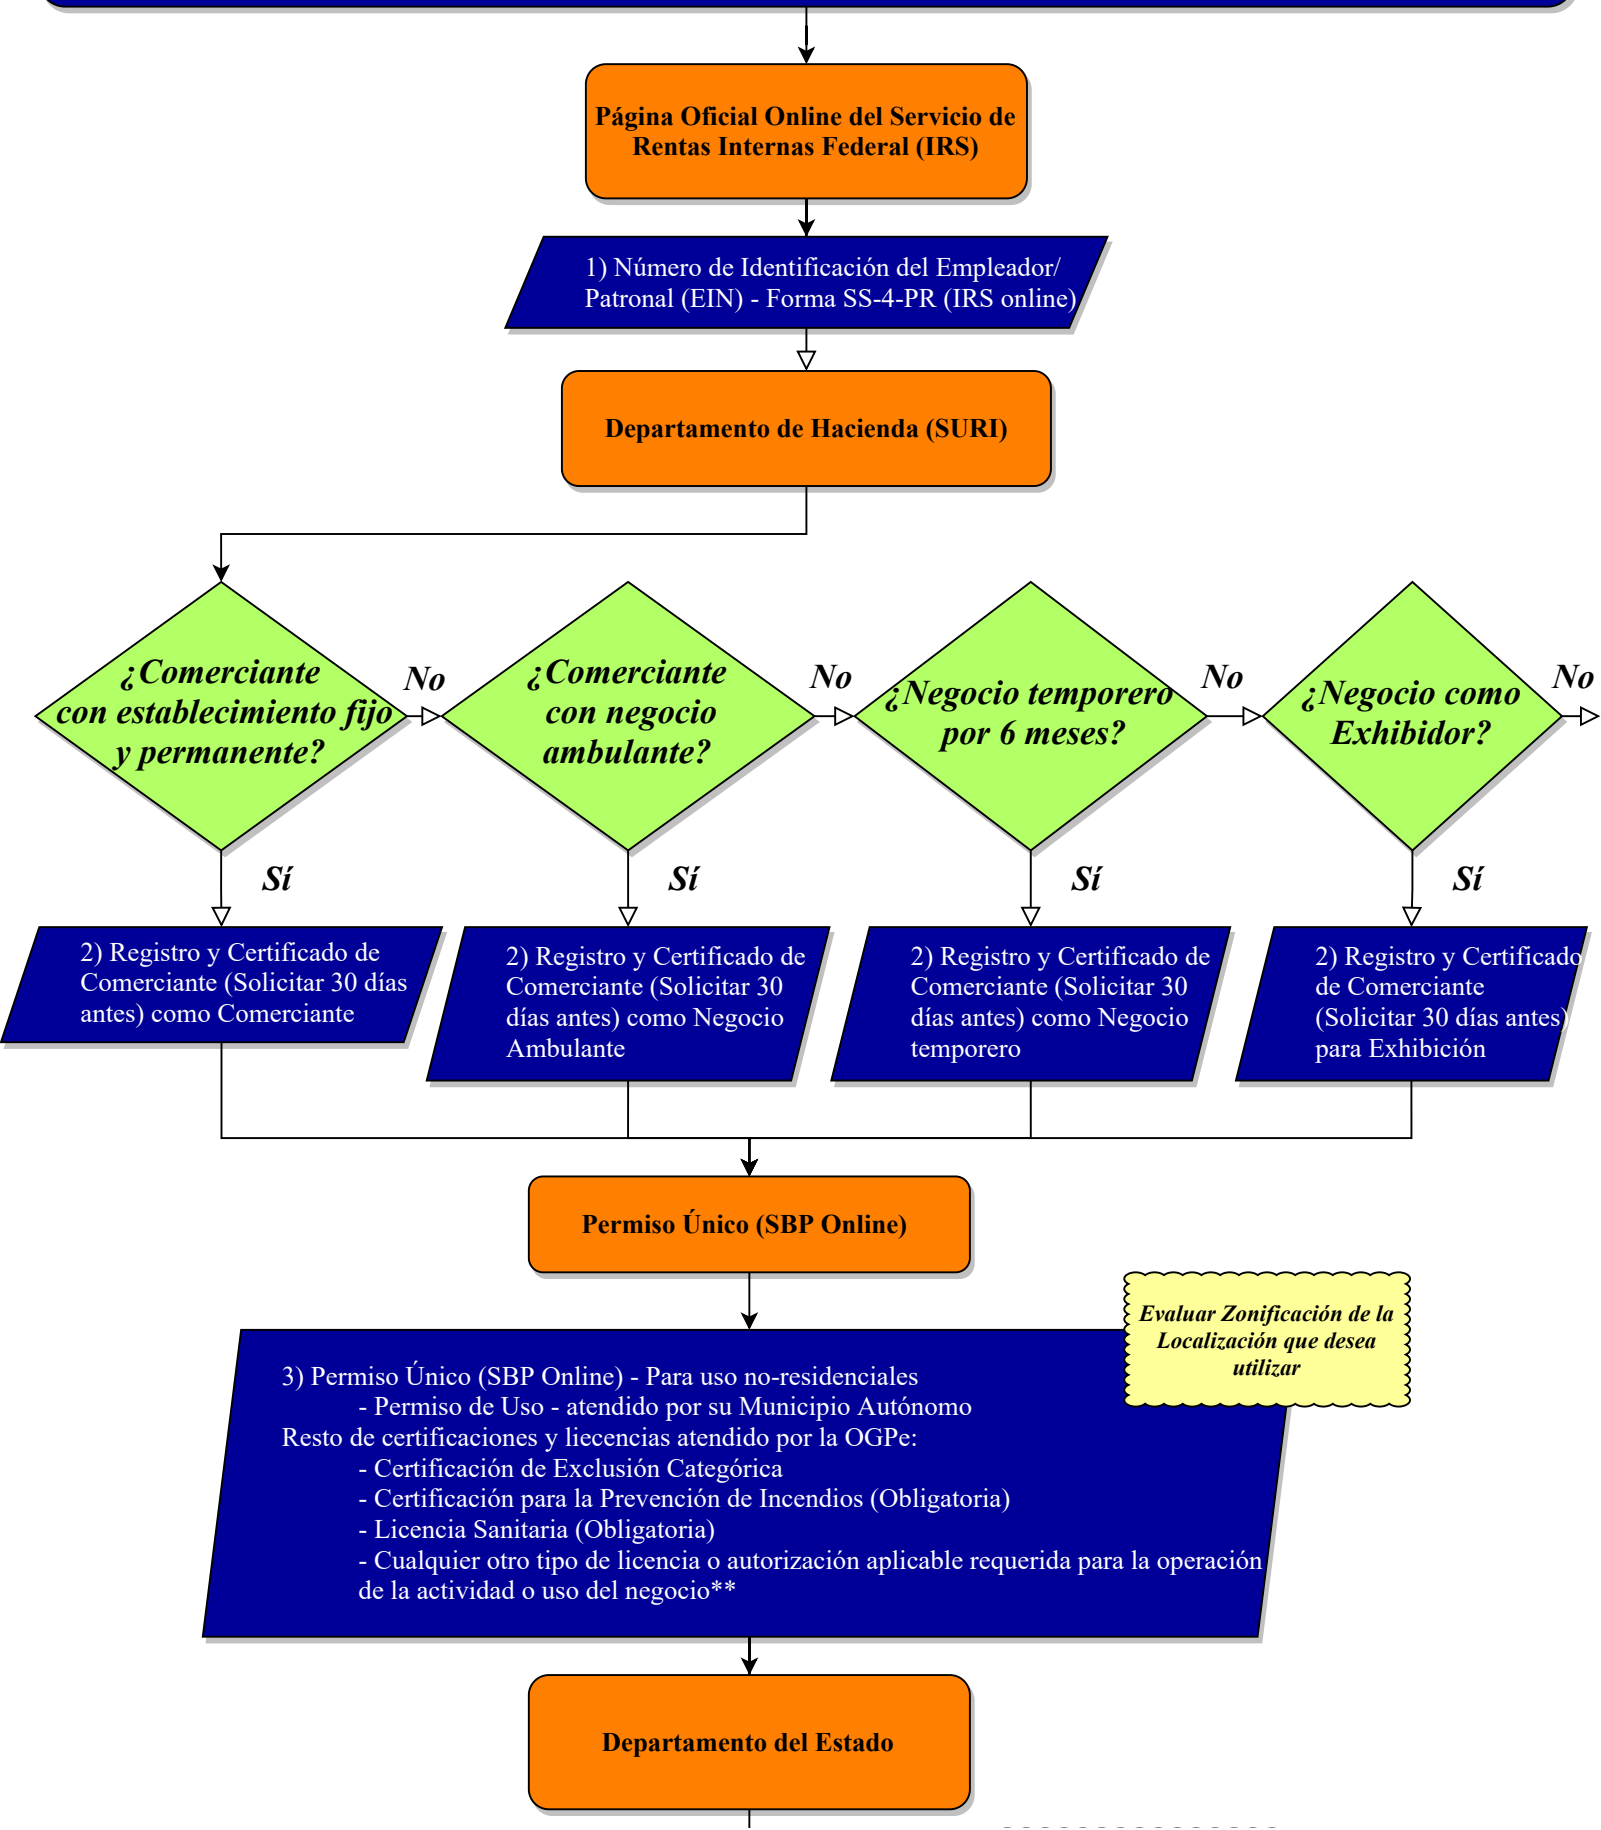 Página Oficial Online del Servicio de
Rentas Internas Federal (IRS)
1) Número de Identificación del Empleador/
Patronal (EIN) - Forma SS-4-PR (IRS online)
Departamento de Hacienda (SURI)
¿Comerciante
con establecimiento fijo
y permanente?
No
¿Comerciante
con negocio
ambulante?
No
¿Negocio temporero
por 6 meses?
No
¿Negocio como
Exhibidor?
No
Sí
Sí
Sí
Sí
2) Registro y Certificado de
Comerciante (Solicitar 30 días
antes) como Comerciante
2) Registro y Certificado de
Comerciante (Solicitar 30
días antes) como Negocio
Ambulante
2) Registro y Certificado de
Comerciante (Solicitar 30
días antes) como Negocio
temporero
2) Registro y Certificado
de Comerciante
(Solicitar 30 días antes)
para Exhibición
Permiso Único (SBP Online)
Evaluar Zonificación de la
Localización que desea
utilizar
3) Permiso Único (SBP Online) - Para uso no-residenciales
- Permiso de Uso - atendido por su Municipio Autónomo
Resto de certificaciones y liecencias atendido por la OGPe:
- Certificación de Exclusión Categórica
- Certificación para la Prevención de Incendios (Obligatoria)
- Licencia Sanitaria (Obligatoria)
- Cualquier otro tipo de licencia o autorización aplicable requerida para la operación
de la actividad o uso del negocio**
Departamento del Estado